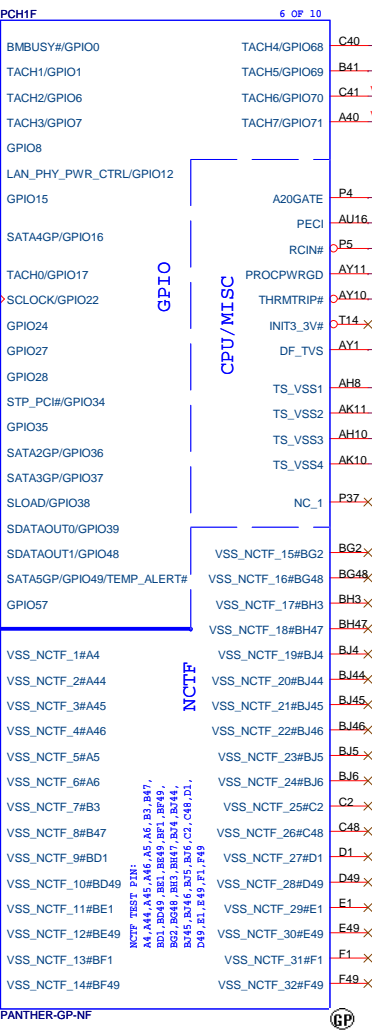 PCH1F 6 OF 10
BMBUSY#/GPIO0 TACH4/GPIO68 C40
TACH1/GPIO1 TACH5/GPIO69 B41
TACH2/GPIO6 TACH6/GPIO70 C41
TACH3/GPIO7 TACH7/GPIO71 A40
GPIO8
LAN_PHY_PWR_CTRL/GPIO12
GPIO15 A20GATE P4
PECI AU16
SATA4GP/GPIO16 RCIN# P5
TACH0/GPIO17 PROCPWRGD AY11
SCLOCK/GPIO22 THRMTRIP# AY10
GPIO24 INIT3_3V# T14
GPIO27 DF_TVS AY1
GPIO28 TS_VSS1 AH8
STP_PCI#/GPIO34 TS_VSS2 AK11
GPIO35 TS_VSS3 AH10
SATA2GP/GPIO36
SATA3GP/GPIO37 TS_VSS4 AK10
SLOAD/GPIO38 NC_1 P37
GPIO
CPU/MISC
SDATAOUT0/GPIO39
SDATAOUT1/GPIO48 VSS_NCTF_15#BG2 BG2
SATA5GP/GPIO49/TEMP_ALERT# VSS_NCTF_16#BG48 BG48
GPIO57 VSS_NCTF_17#BH3 BH3
VSS_NCTF_18#BH47 BH47
VSS_NCTF_1#A4 VSS_NCTF_19#BJ4 BJ4
VSS_NCTF_2#A44 VSS_NCTF_20#BJ44 BJ44
VSS_NCTF_3#A45 VSS_NCTF_21#BJ45 BJ45
VSS_NCTF_4#A46 VSS_NCTF_22#BJ46 BJ46
VSS_NCTF_5#A5 VSS_NCTF_23#BJ5 BJ5
VSS_NCTF_6#A6 VSS_NCTF_24#BJ6 BJ6
VSS_NCTF_7#B3 VSS_NCTF_25#C2 C2
VSS_NCTF_8#B47 VSS_NCTF_26#C48 C48
VSS_NCTF_9#BD1 VSS_NCTF_27#D1 D1
VSS_NCTF_10#BD49 VSS_NCTF_28#D49 D49
VSS_NCTF_11#BE1 VSS_NCTF_29#E1 E1
VSS_NCTF_12#BE49 VSS_NCTF_30#E49 E49
VSS_NCTF_13#BF1 VSS_NCTF_31#F1 F1
VSS_NCTF_14#BF49 VSS_NCTF_32#F49 F49
NCTF
NCTF TEST PIN:
A4,A44,A45,A46,A5,A6,B3,B47,
BD1,BD49,BE1,BE49,BF1,BF49,
BG2,BG48,BH3,BH47,BJ4,BJ44,
BJ45,BJ46,BJ5,BJ6,C2,C48,D1,
D49,E1,E49,F1,F49
PANTHER-GP-NF GP